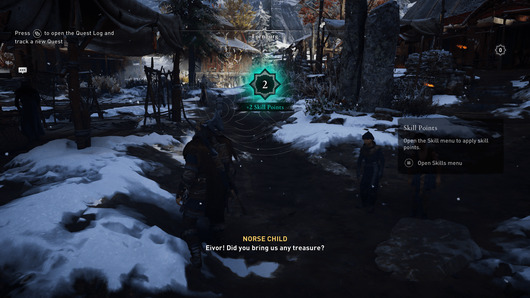 Press to open the Quest Log and
track a new Quest
2
+2 Skill Points
Skill Points
Open the Skill menu to apply skill
points.
Open Skills menu
NORSE CHILD
Eivor! Did you bring us any treasure?